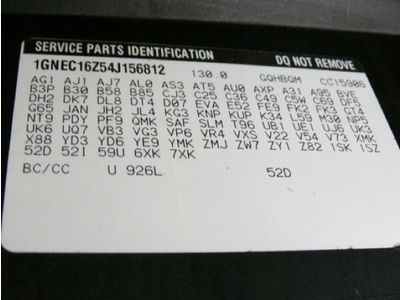 SERVICE PARTS IDENTIFICATION DO NOT REMOVE
1GNEC16Z54J156812 130.0 GQHBQM CC15906
AG1 AJ1 AJ7 AL0 AS3 AT5 AU0 AXP A31 A95 BVE
B3P B30 B58 B85 CJ3 C25 C36 C49 C5W C69 DF5
DH2 DK7 DL8 DT4 D07 EVA E52 FE9 FK2 FK3 GT4
G65 JAN JH2 JL4 KG3 KNP KUP K34 L59 M30 NP5
NT9 PDY PF9 QMK SAF SLM T96 UB1 UE1 UJ6 UK3
UK6 UQ7 VB3 VG3 VP6 VR4 VXS V22 V54 V73 XMK
X88 YD3 YD6 YE9 YMK ZMJ ZW7 ZY1 Z82 1SK 1SZ
52D 52I 59U 6XK 7XK
BC/CC U 926L 52D